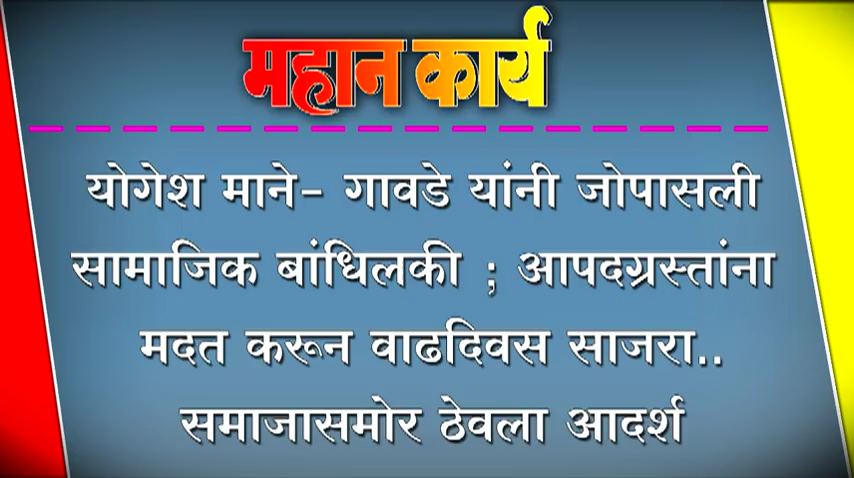 महान कार्य
योगेश माने- गावडे यांनी जोपासली
सामाजिक बांधिलकी ; आपदग्रस्तांना
मदत करून वाढदिवस साजरा..
समाजासमोर ठेवला आदर्श